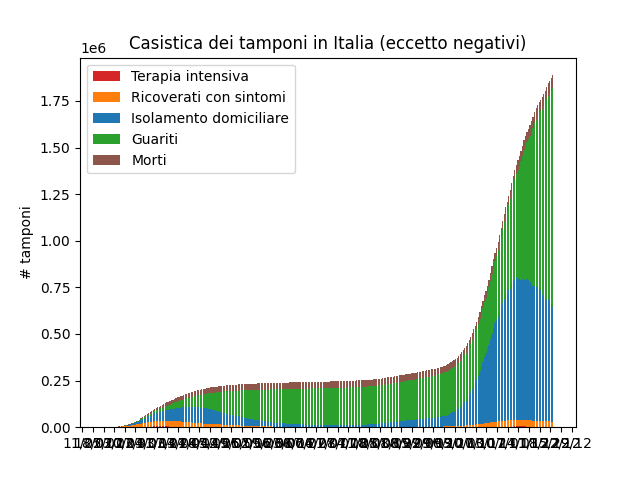 Casistica dei tamponi in Italia (eccetto negativi)
1e6
Terapia intensiva
Ricoverati con sintomi
Isolamento domiciliare
Guariti
Morti
# tamponi
1.75
1.50
1.25
1.00
0.75
0.50
0.25
0.00